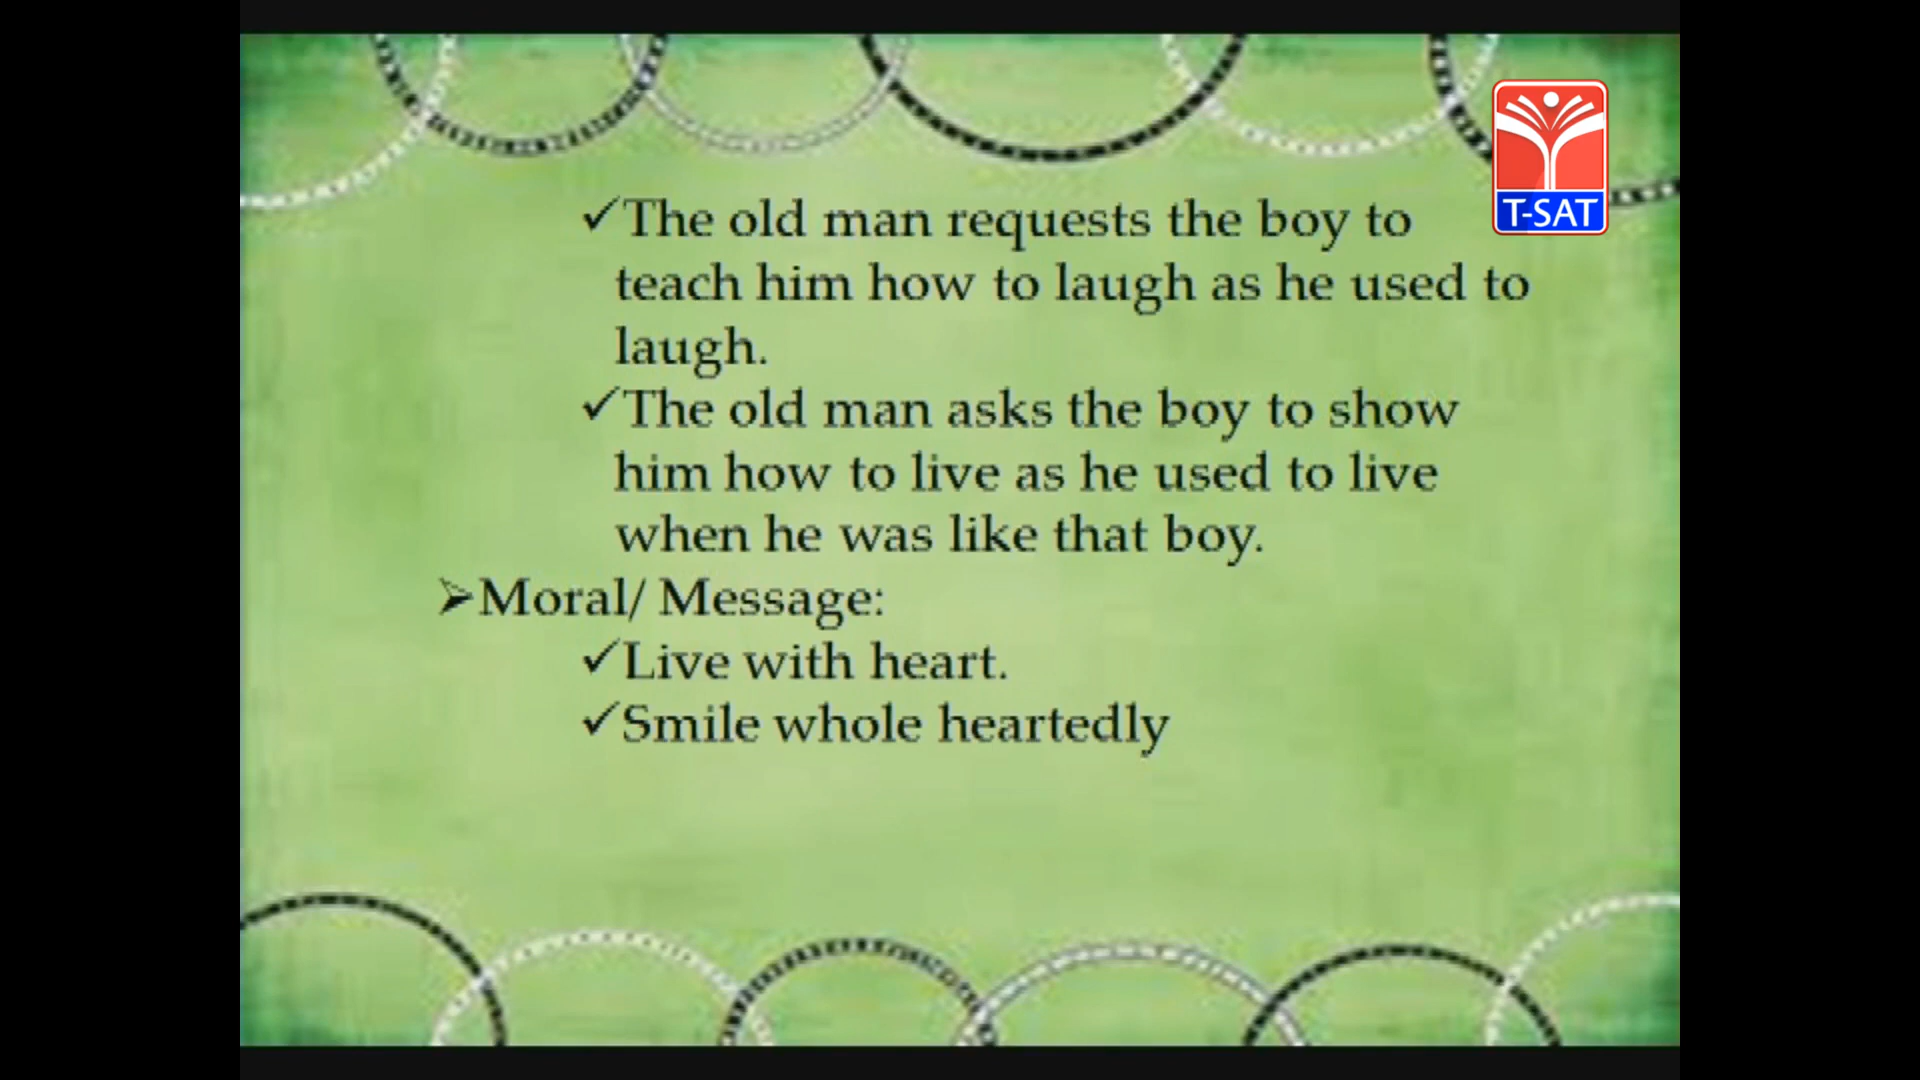 T-SAT
✓The old man requests the boy to
teach him how to laugh as he used to
laugh.
✓The old man asks the boy to show
him how to live as he used to live
when he was like that boy.
➢Moral/ Message:
✓Live with heart.
✓Smile whole heartedly